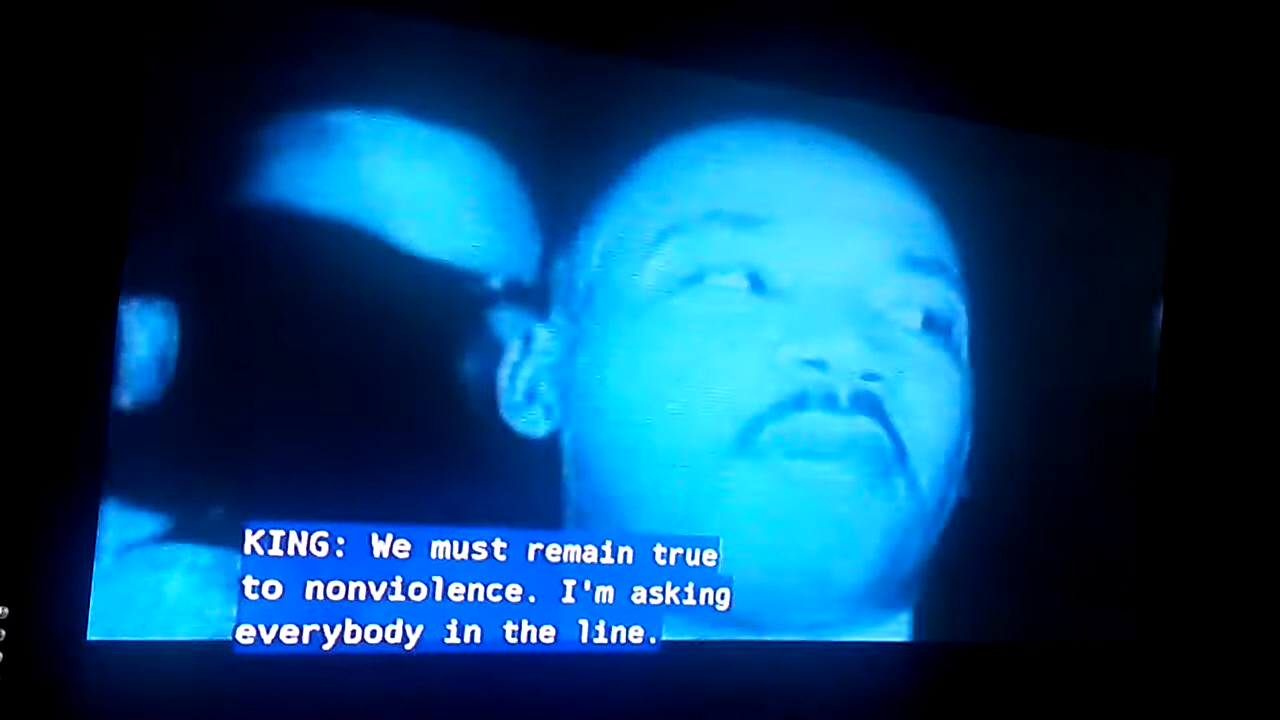 KING: We must remain true
to nonviolence. I'm asking
everybody in the line.